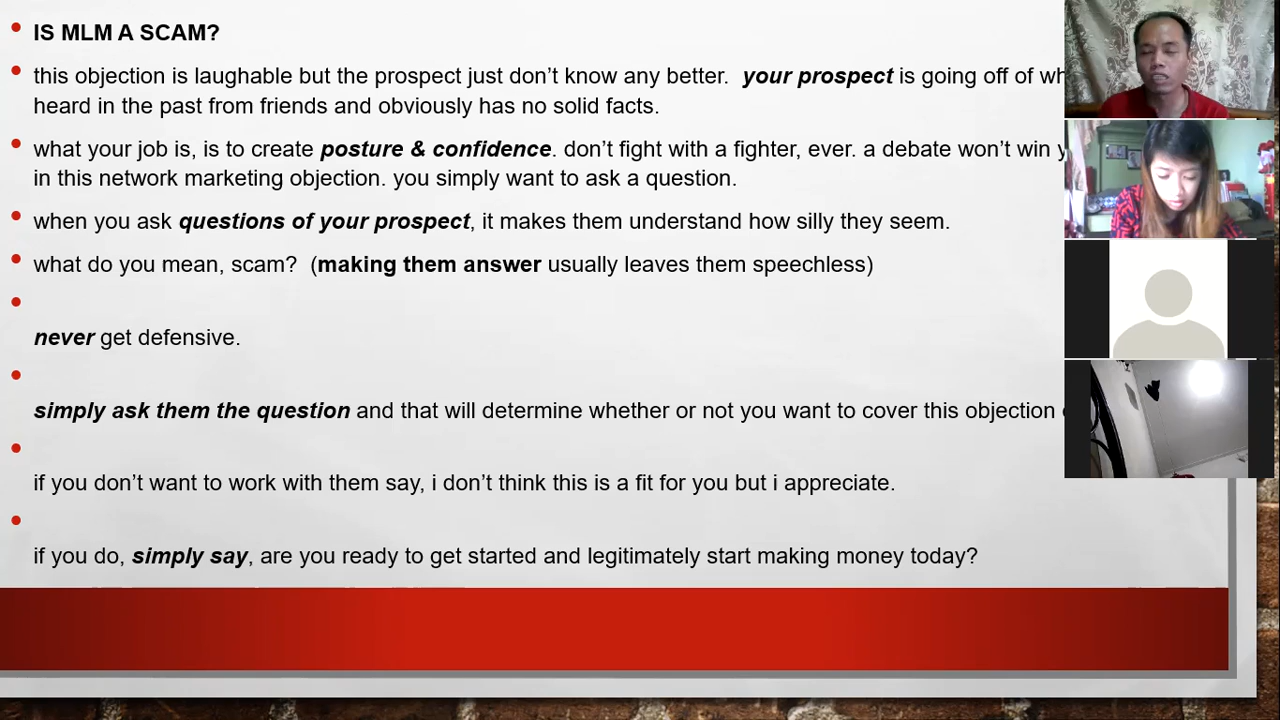 IS MLM A SCAM?
this objection is laughable but the prospect just don’t know any better. your prospect is going off of
heard in the past from friends and obviously has no solid facts.
what your job is, is to create posture & confidence. don’t fight with a fighter, ever. a debate won’t win
in this network marketing objection. you simply want to ask a question.
when you ask questions of your prospect, it makes them understand how silly they seem.
what do you mean, scam? (making them answer usually leaves them speechless)
never get defensive.
simply ask them the question and that will determine whether or not you want to cover this objection
if you don’t want to work with them say, i don’t think this is a fit for you but i appreciate.
if you do, simply say, are you ready to get started and legitimately start making money today?